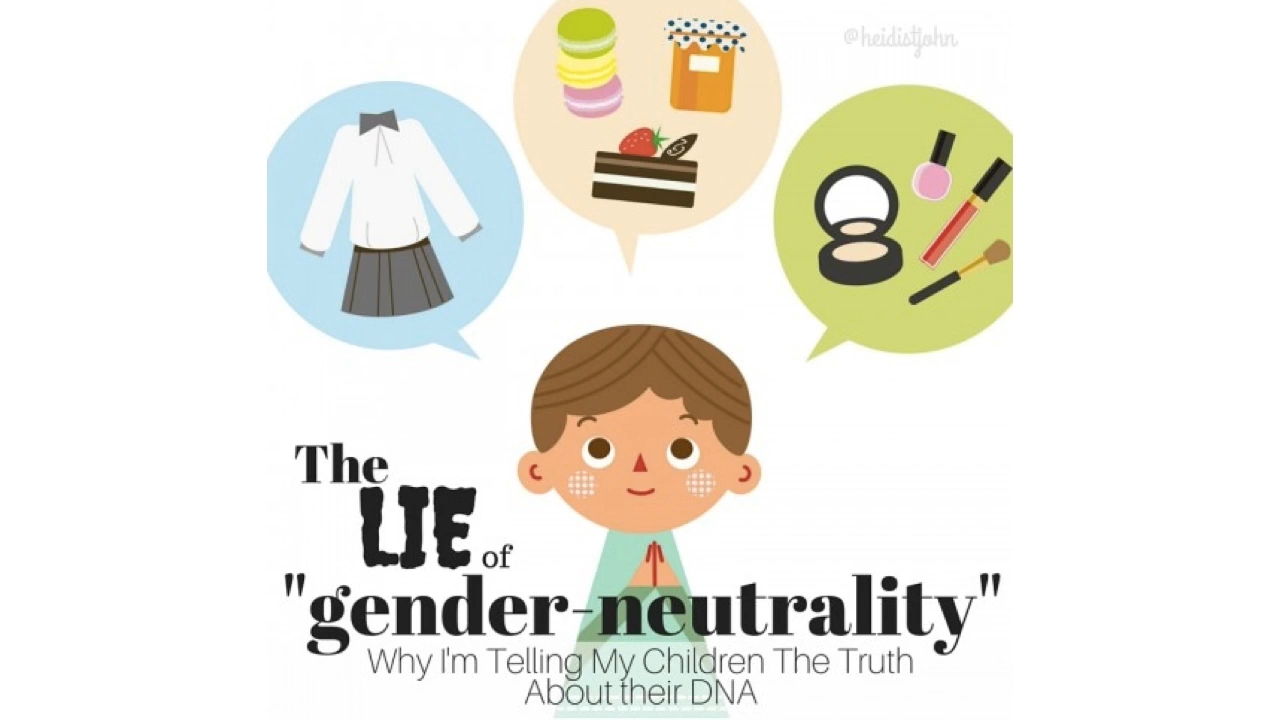 @heidistjohn
The
LIE of
"gender-neutrality"
Why I'm Telling My Children The Truth
About their DNA